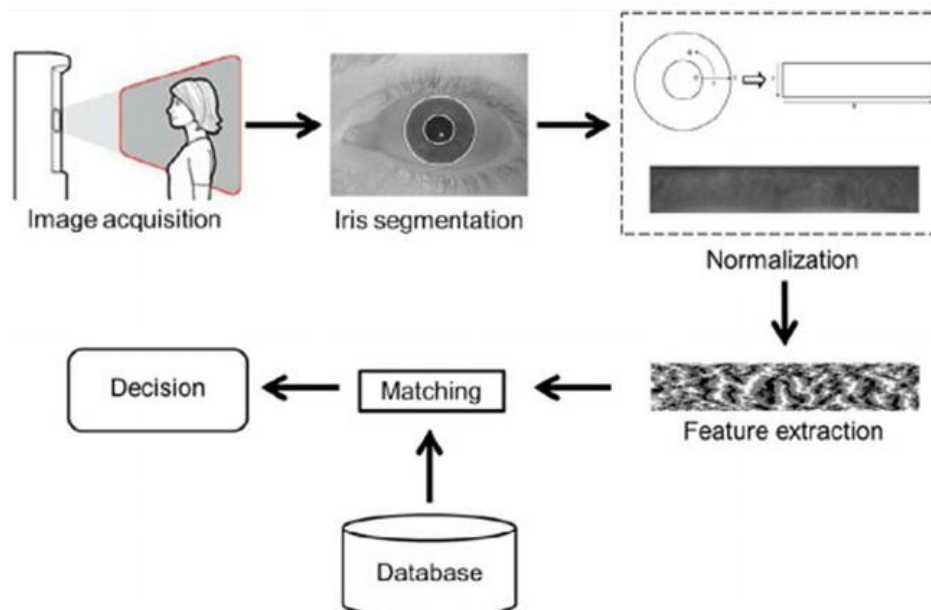 Image acquisition
Iris segmentation
Normalization
Feature extraction
Matching
Decision
Database